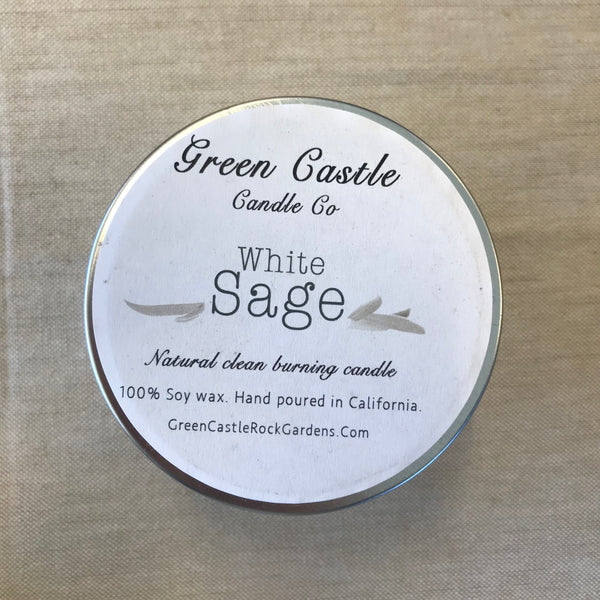 Green Castle
Candle Co
White
Sage
Natural clean burning candle
100% Soy wax. Hand poured in California.
GreenCastleRockGardens.Com